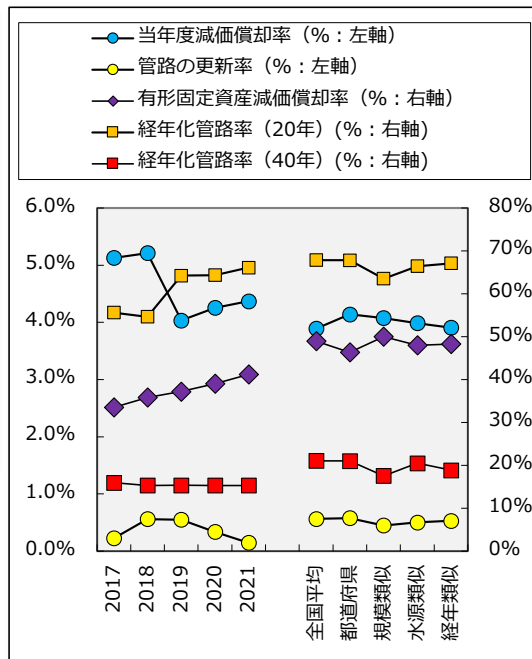 当年度減価償却率（%：左軸）
管路の更新率（%：左軸）
有形固定資産減価償却率（%：右軸）
経年化管路率（20年）(%：右軸)
経年化管路率（40年）(%：右軸)
6.0%
5.0%
4.0%
3.0%
2.0%
1.0%
0.0%
80%
70%
60%
50%
40%
30%
20%
10%
0%
2017
2018
2019
2020
2021
全国平均
都道府県
規模類似
水源類似
経年類似